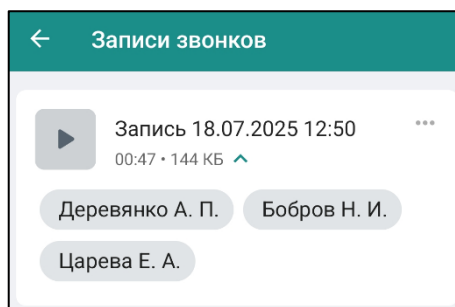 Записи звонков
Запись 18.07.2025 12:50
00:47 • 144 КБ
Деревянко А. П. Бобров Н. И.
Царева Е. А.